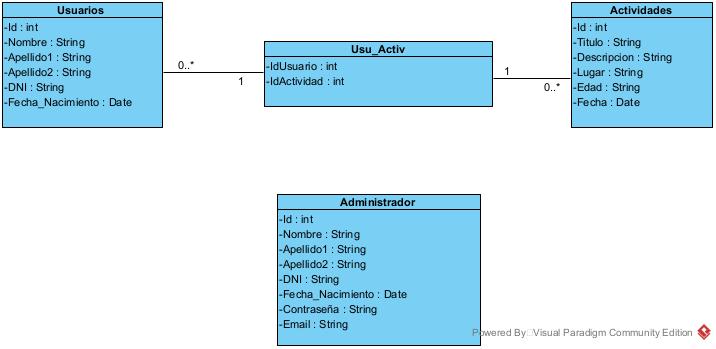 Usuarios
-Id : int
-Nombre : String
-Apellido1 : String
-Apellido2 : String
-DNI : String
-Fecha_Nacimiento : Date
0..*
1
Usu_Activ
-IdUsuario : int
-IdActividad : int
1
0..*
Actividades
-Id : int
-Titulo : String
-Descripcion : String
-Lugar : String
-Edad : String
-Fecha : Date
Administrador
-Id : int
-Nombre : String
-Apellido1 : String
-Apellido2 : String
-DNI : String
-Fecha_Nacimiento : Date
-Contraseña : String
-Email : String
Powered By Visual Paradigm Community Edition